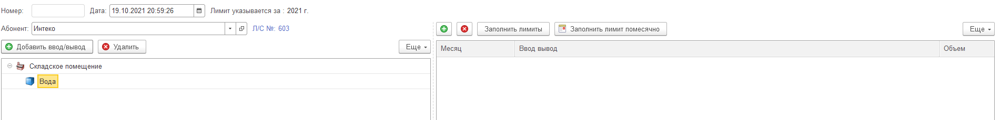 Номер: Дата: 19.10.2021 20:59:26 Лимит указывается за : 2021 г.
Абонент: Интеко Л/С №: 603
Добавить ввод/вывод Удалить Еще
Складское помещение
Вода
Заполнить лимиты Заполнить лимит помесячно Еще
Месяц Ввод вывод Объем